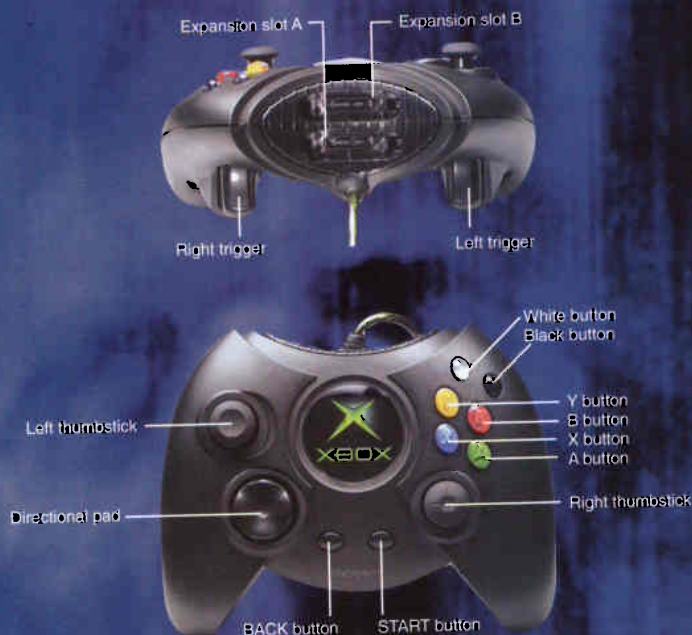 Expansion slot A
Expansion slot B
Right trigger
Left trigger
White button
Black button
Y button
Left thumbstick
B button
X button
XBOX
A button
Right thumbstick
Directional pad
BACK button
START button